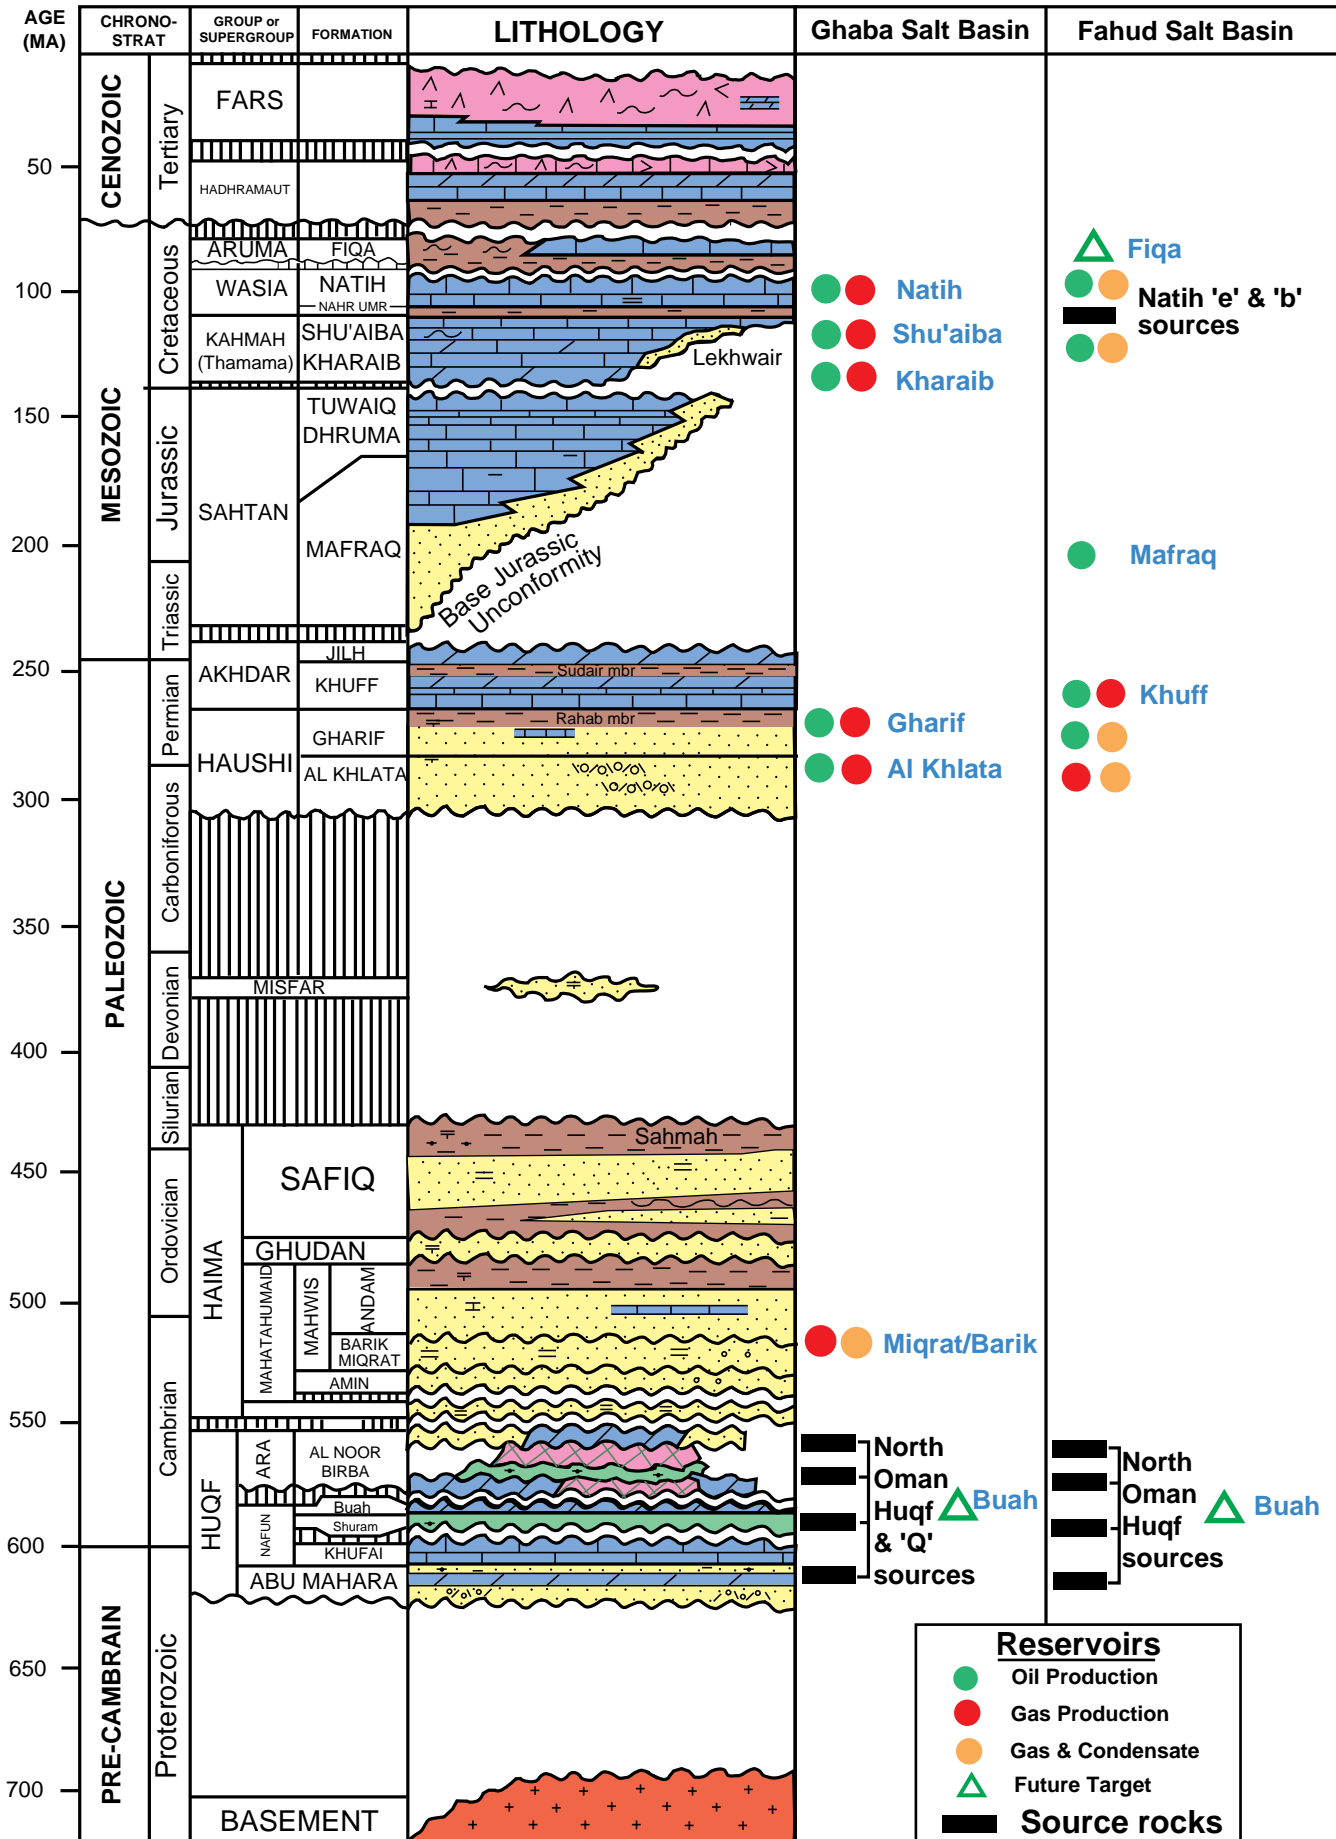 AGE
(MA)
CHRONO-
STRAT
GROUP or
SUPERGROUP
FORMATION
LITHOLOGY
Ghaba Salt Basin
Fahud Salt Basin
50
100
150
200
250
300
350
400
450
500
550
600
650
700
CENOZOIC
MESOZOIC
PALEOZOIC
PRE-CAMBRAIN
Tertiary
Cretaceous
Jurassic
Triassic
Permian
Carboniforous
Devonian
Silurian
Ordovician
Cambrian
Proterozoic
FARS
HADHRAMAUT
ARUMA
FIQA
WASIA
NATIH
NAHR UMR
KAHMAH
(Thamama)
SHU'AIBA
KHARAIB
TUWAIQ
DHRUMA
SAHTAN
MAFRAQ
JILH
AKHDAR
KHUFF
GHARIF
HAUSHI
AL KHLATA
MISFAR
HAIMA
SAFIQ
GHUDAN
MAHATAHUMAID
MAHWIS
ANDAM
BARIK
MIQRAT
AMIN
HUQF
ARA
AL NOOR
BIRBA
NAFUN
Buah
Shuram
KHUFAI
ABU MAHARA
BASEMENT
Lekhwair
Base Jurassic
Unconformity
Sudair mbr
Rahab mbr
Sahmah
Natih
Shu'aiba
Kharaib
Gharif
Al Khlata
Miqrat/Barik
North
Oman
Huqf
& 'Q'
sources
Buah
Fiqa
Natih 'e' & 'b'
sources
Mafraq
Khuff
North
Oman
Huqf
sources
Buah
Reservoirs
Oil Production
Gas Production
Gas & Condensate
Future Target
Source rocks